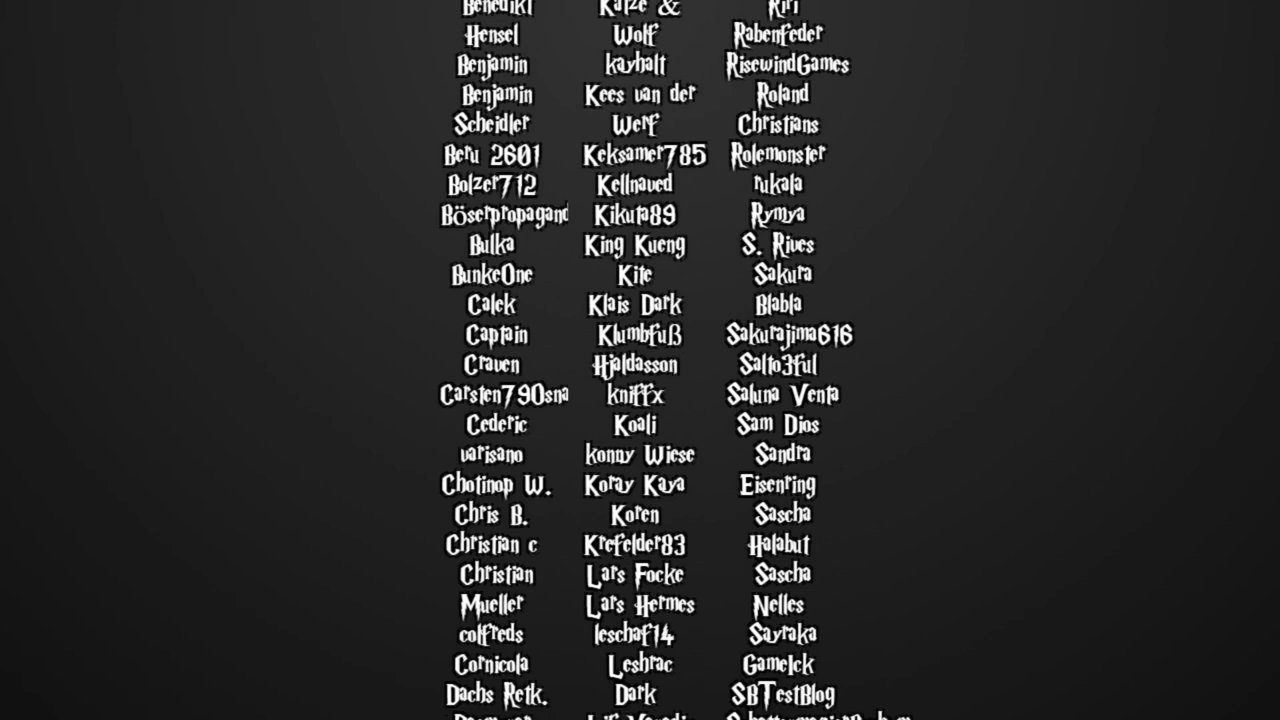 Benedikt
Hensel
Benjamin
Benjamin
Scheidler
Beru 2601
Bolzer712
Böserpropagand
Bulka
BunkeOne
Calek
Captain
Craven
Carsten790sna
Cederic
varisano
Chotinop W.
Chris B.
Christian c
Christian
Mueller
colfreds
Cornicola
Dachs Retk.
Katze &
Wolf
kayhalt
Kees van der
Werf
Keksamer785
Kellnaved
Kikuta89
King Kueng
Kite
Klais Dark
Klumbfuß
Hjaldasson
kniffx
Koali
konny Wiese
Koray Kaya
Koren
Krefelder83
Lars Focke
Lars Hermes
leschaf14
Leshrac
Dark
Riri
Rabenfeder
RisewindGames
Roland
Christians
Rolemonster
rukala
Rymya
S. Rives
Sakura
Blabla
Sakurajima616
Salto3ful
Saluna Venta
Sam Dios
Sandra
Eisenring
Sascha
Halabut
Sascha
Nelles
Sayraka
Gamelck
SBTestBlog